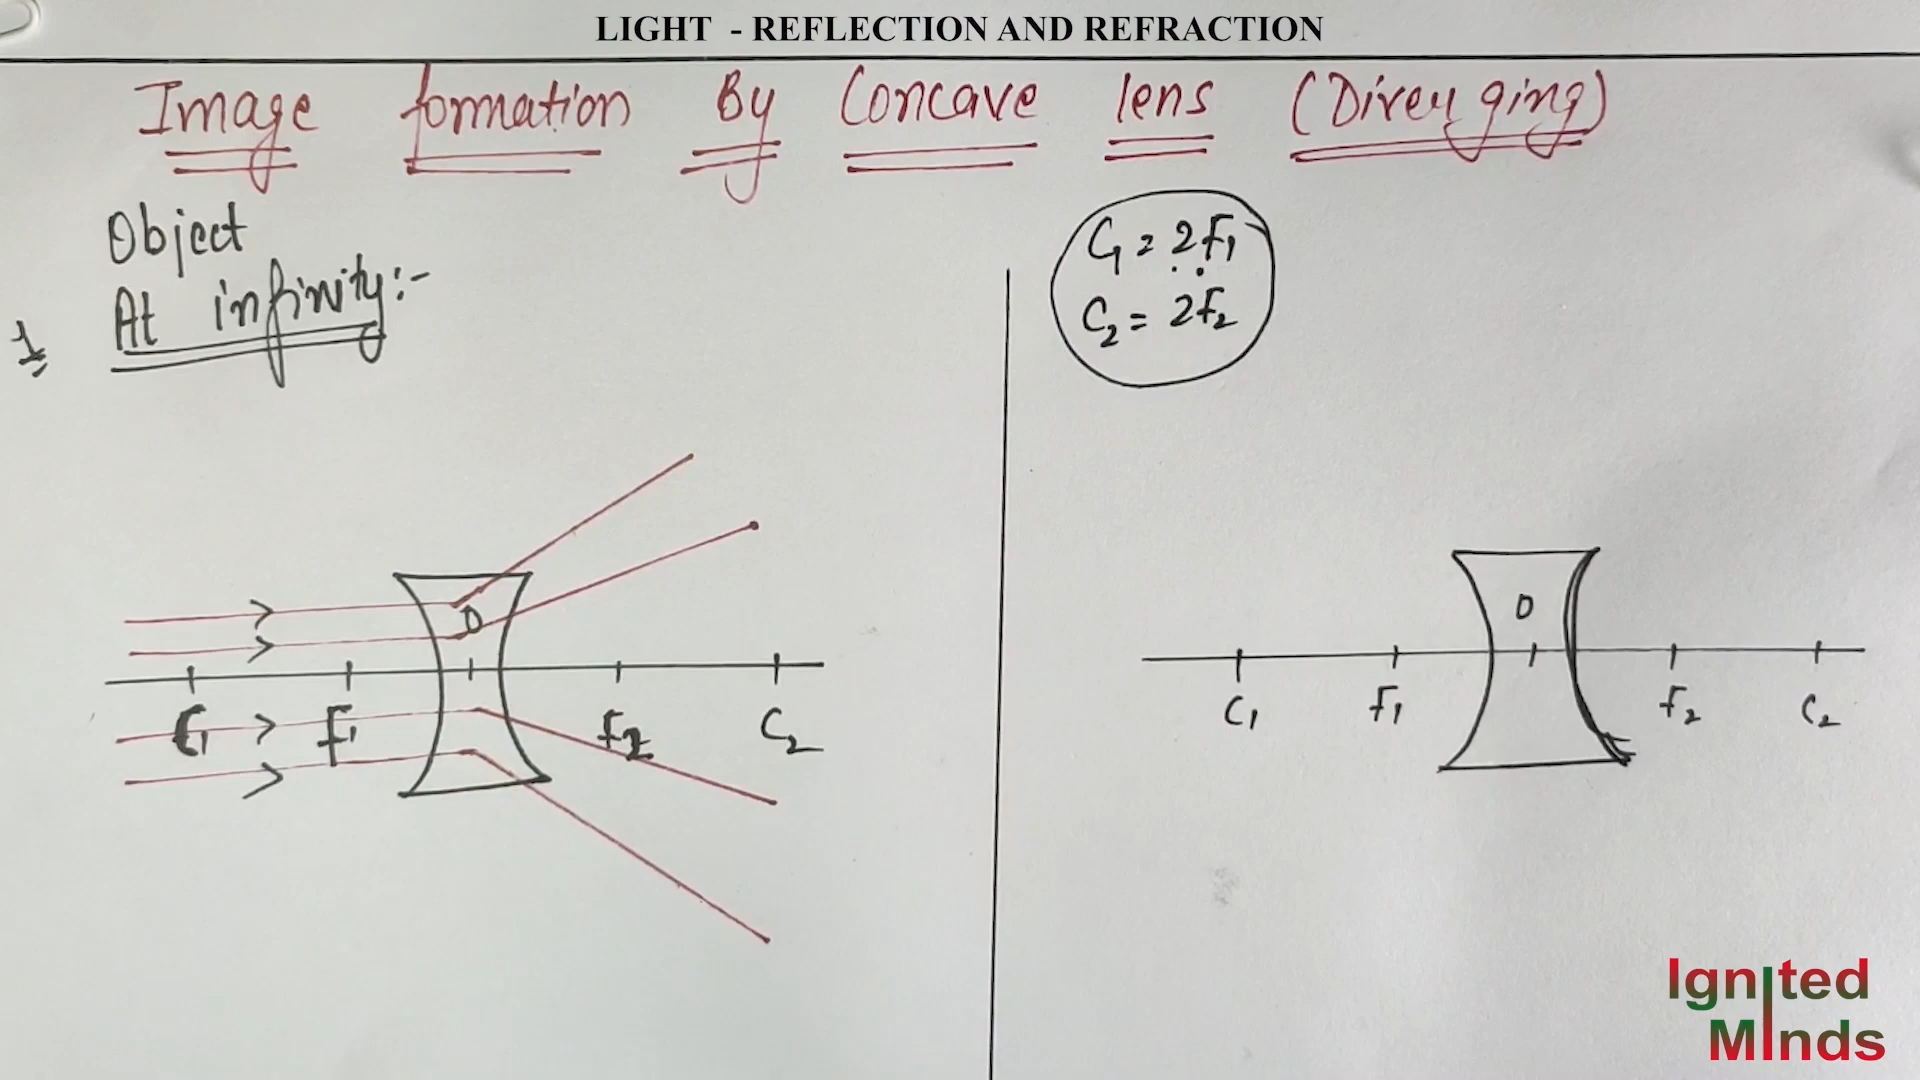 LIGHT - REFLECTION AND REFRACTION
Image formation By Concave lens (Diverging)
Object
1 At infinity:-
C1 = 2F1
C2 = 2F2
O
C1 F1 F2 C2
O
C1 F1 F2 C2
Ignited
Minds